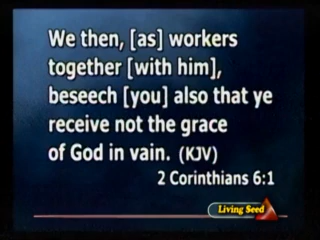 We then, [as] workers
together [with him],
beseech [you] also that ye
receive not the grace
of God in vain. (KJV)
2 Corinthians 6:1
Living Seed